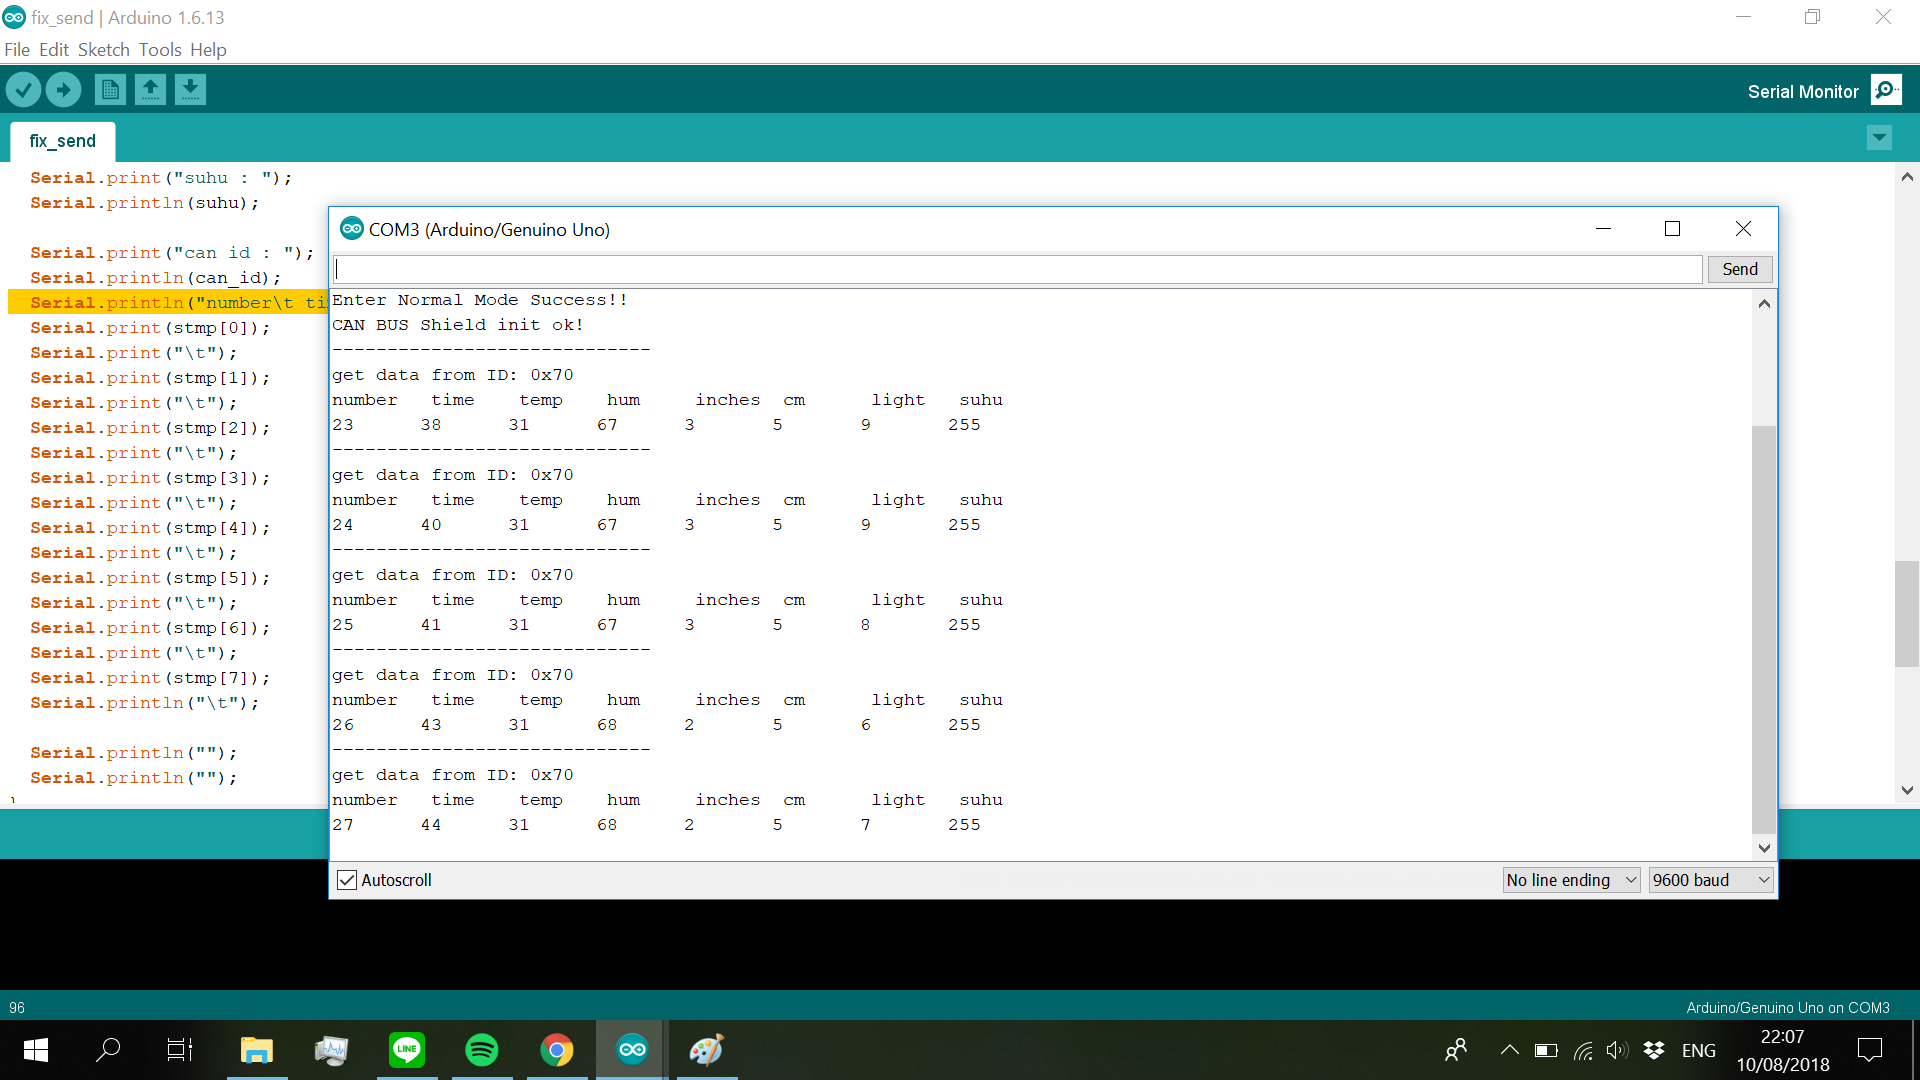 fix_send | Arduino 1.6.13
File Edit Sketch Tools Help
Serial Monitor
fix_send
Serial.print("suhu : ");
Serial.println(suhu);
Serial.print("can id : ");
Serial.println(can_id);
Serial.println("number\t ti
Serial.print(stmp[0]);
Serial.print("\t");
Serial.print(stmp[1]);
Serial.print("\t");
Serial.print(stmp[2]);
Serial.print("\t");
Serial.print(stmp[3]);
Serial.print("\t");
Serial.print(stmp[4]);
Serial.print("\t");
Serial.print(stmp[5]);
Serial.print("\t");
Serial.print(stmp[6]);
Serial.print("\t");
Serial.print(stmp[7]);
Serial.println("\t");
Serial.println("");
Serial.println("");
COM3 (Arduino/Genuino Uno)
Send
Enter Normal Mode Success!!
CAN BUS Shield init ok!
-----------------------------
get data from ID: 0x70
number time temp hum inches cm light suhu
23 38 31 67 3 5 9 255
-----------------------------
get data from ID: 0x70
number time temp hum inches cm light suhu
24 40 31 67 3 5 9 255
-----------------------------
get data from ID: 0x70
number time temp hum inches cm light suhu
25 41 31 67 3 5 8 255
-----------------------------
get data from ID: 0x70
number time temp hum inches cm light suhu
26 43 31 68 2 5 6 255
-----------------------------
get data from ID: 0x70
number time temp hum inches cm light suhu
27 44 31 68 2 5 7 255
Autoscroll
No line ending
9600 baud
96
Arduino/Genuino Uno on COM3
LINE
ENG
22:07
10/08/2018